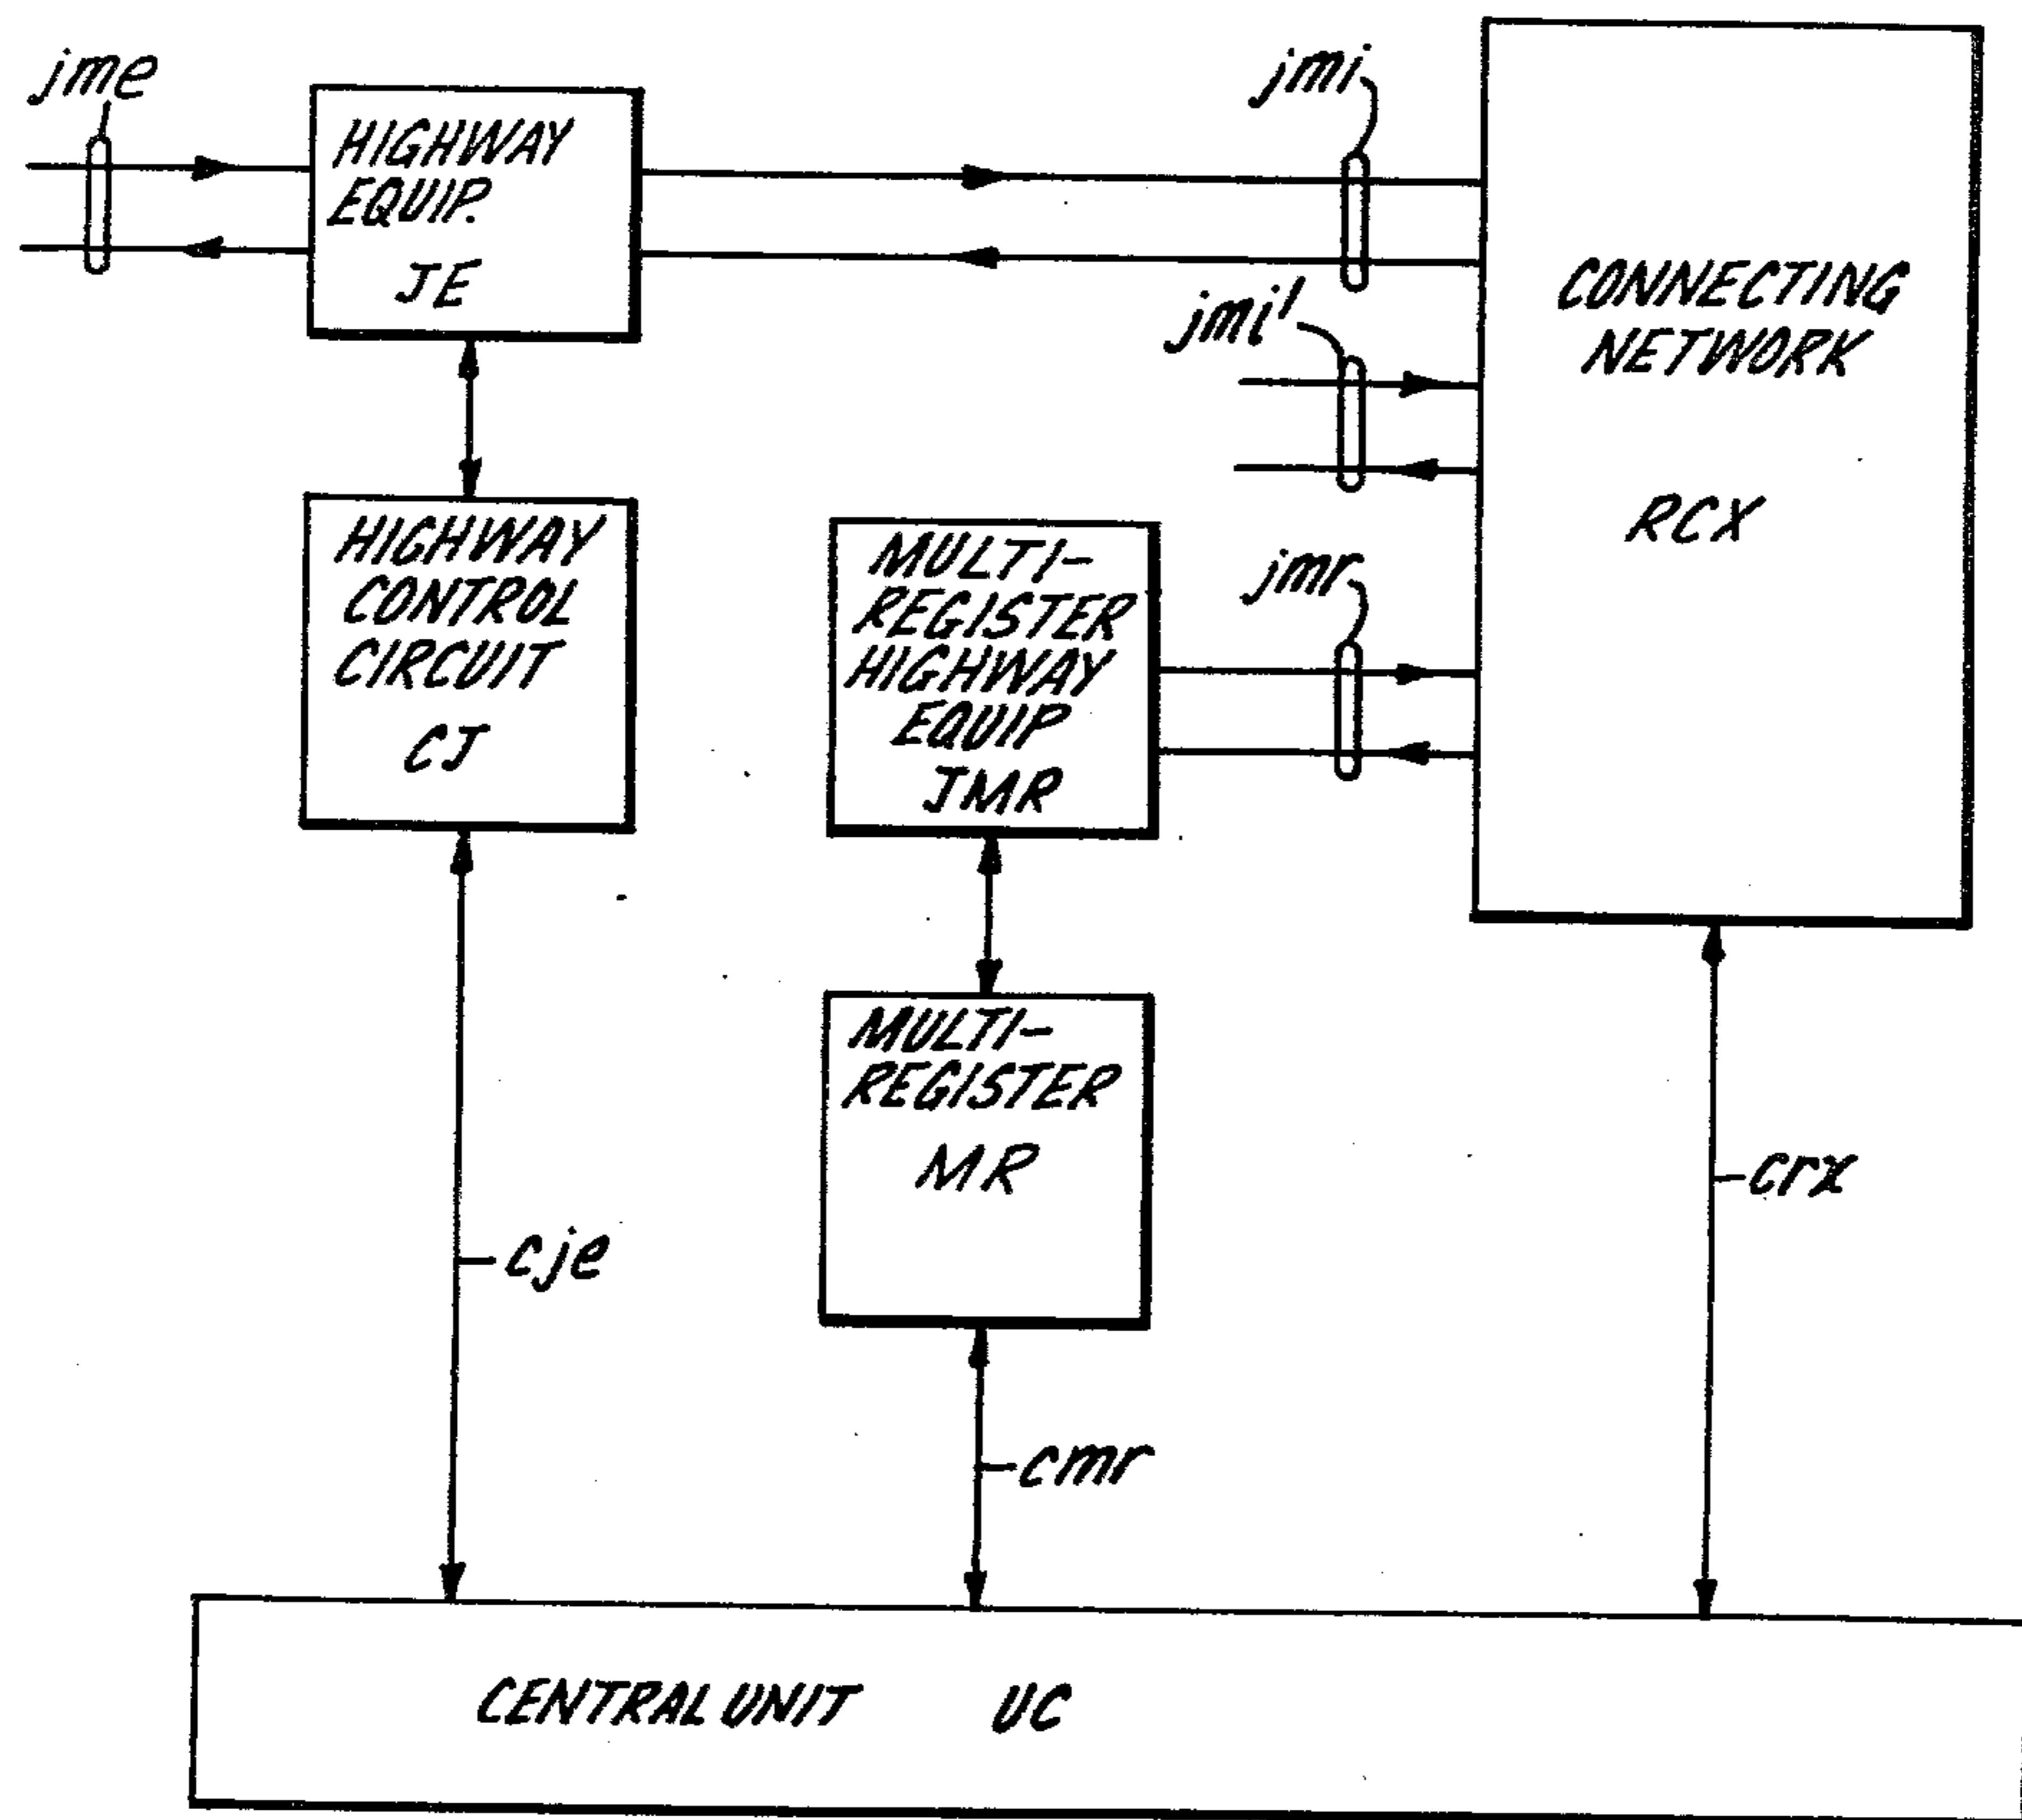 jme
HIGHWAY
EQUIP.
JE
jmi
CONNECTING
NETWORK
RCX
jmi'
HIGHWAY
CONTROL
CIRCUIT
CJ
MULTI-
REGISTER
HIGHWAY
EQUIP
JMR
jmr
MULTI-
REGISTER
MR
crx
cje
cmr
CENTRAL UNIT UC